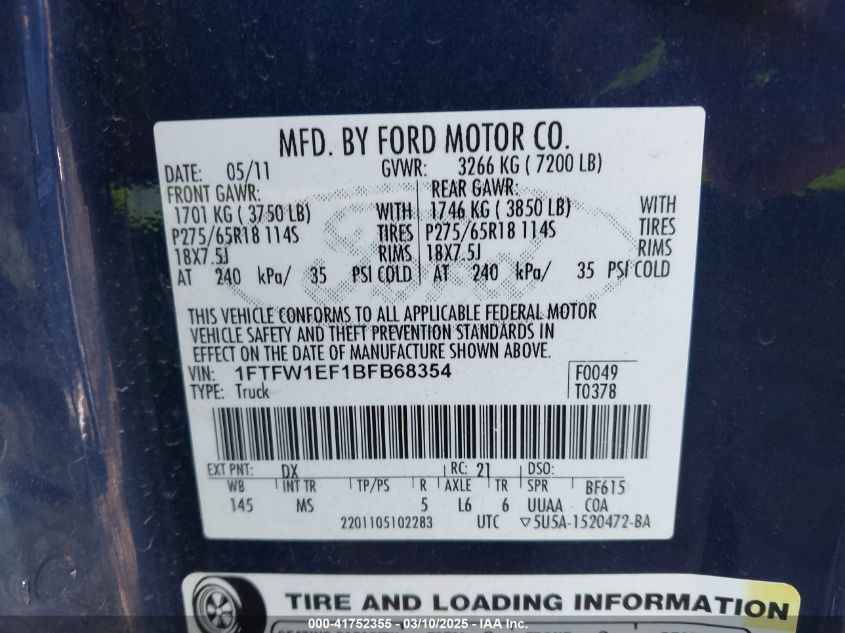 MFD. BY FORD MOTOR CO.
DATE: 05/11 GVWR: 3266 KG ( 7200 LB)
FRONT GAWR: REAR GAWR:
1701 KG ( 3750 LB) WITH 1746 KG ( 3850 LB) WITH
P275/65R18 114S TIRES P275/65R18 114S TIRES
18X7.5J RIMS 18X7.5J RIMS
AT 240 kPa/ 35 PSI COLD AT 240 kPa/ 35 PSI COLD
THIS VEHICLE CONFORMS TO ALL APPLICABLE FEDERAL MOTOR
VEHICLE SAFETY AND THEFT PREVENTION STANDARDS IN
EFFECT ON THE DATE OF MANUFACTURE SHOWN ABOVE.
VIN: 1FTFW1EF1BFB68354 F0049
TYPE: Truck T0378
EXT PNT: DX RC: 21 DSO:
WB INT TR TP/PS R AXLE TR SPR BF615
145 MS 5 L6 6 UUAA COA
2201105102283 UTC ▽5U5A-1520472-BA
TIRE AND LOADING INFORMATION
000-41752355 — 03/10/2025 — IAA Inc.